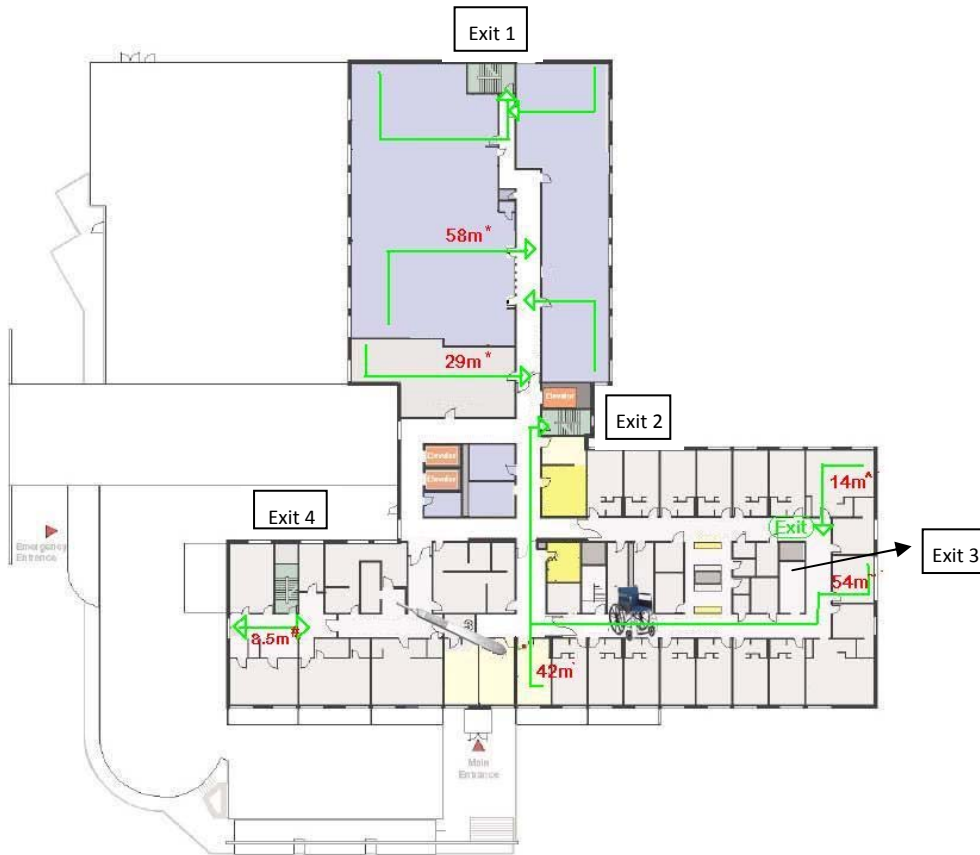 Exit 1
58m*
29m*
Elevator
Exit 2
Elevator
Elevator
14m^
Exit 4
Exit
Emergency
Entrance
Exit 3
54m~
8.5m#
42m
Main
Entrance